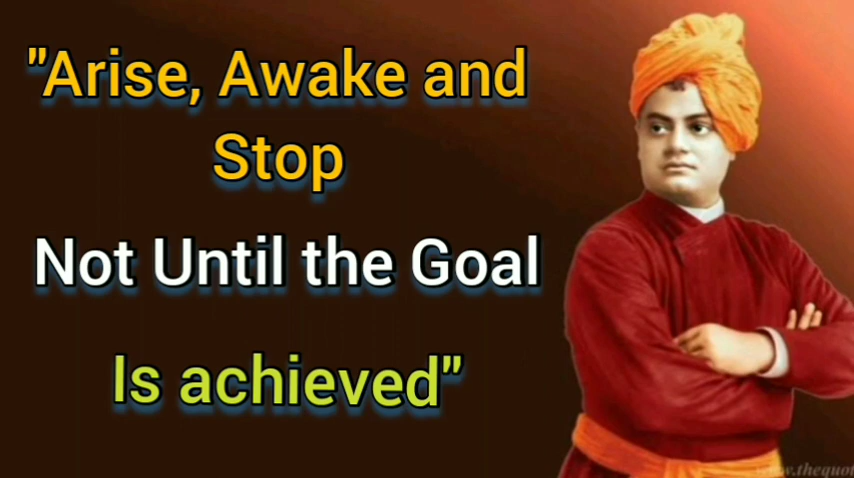 "Arise, Awake and
Stop
Not Until the Goal
Is achieved"